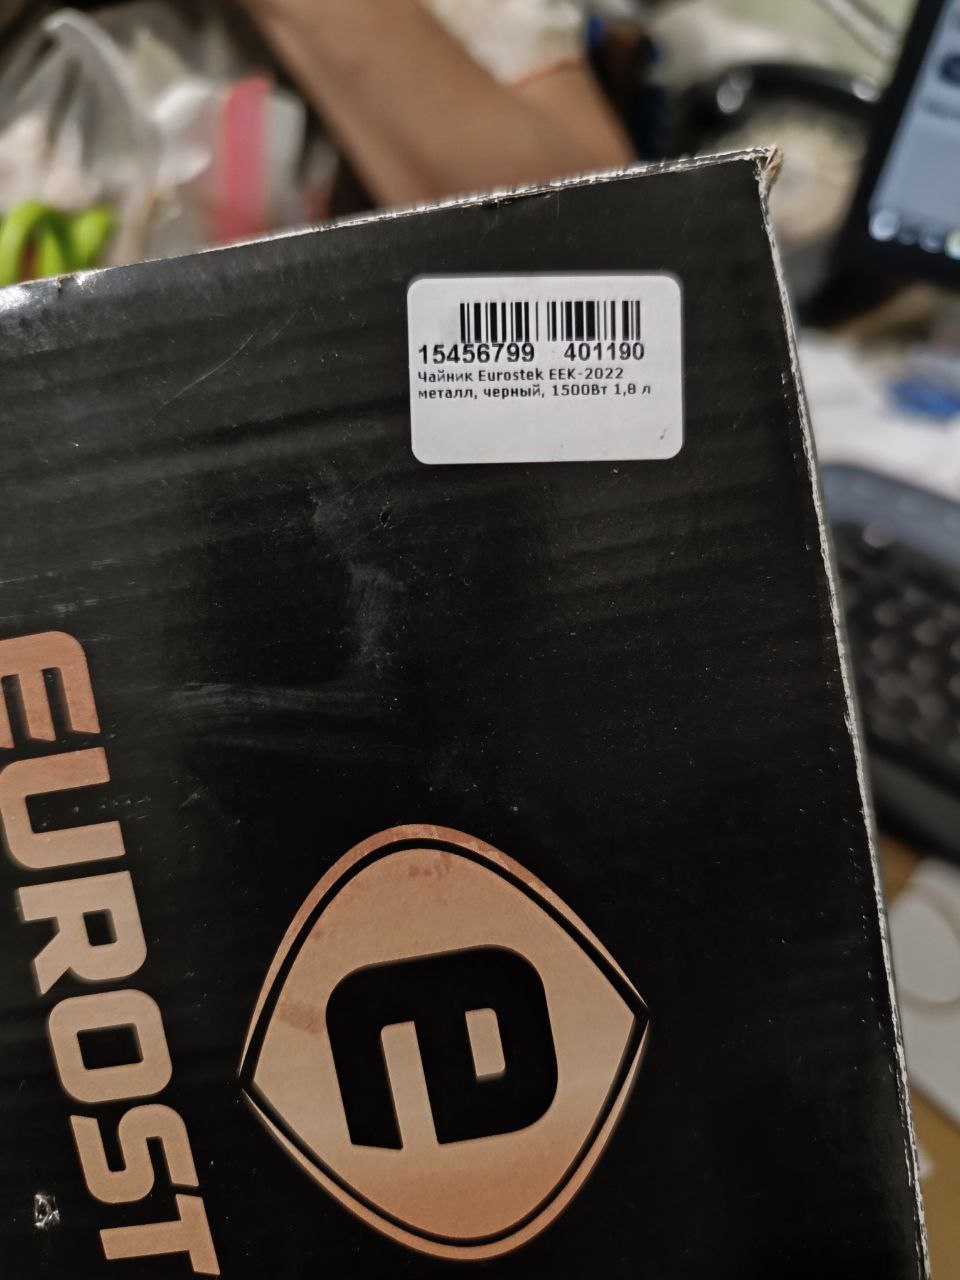 15456799 401190
Чайник Eurostek EEK-2022
металл, черный, 1500Вт 1,8 л
EUROST
e